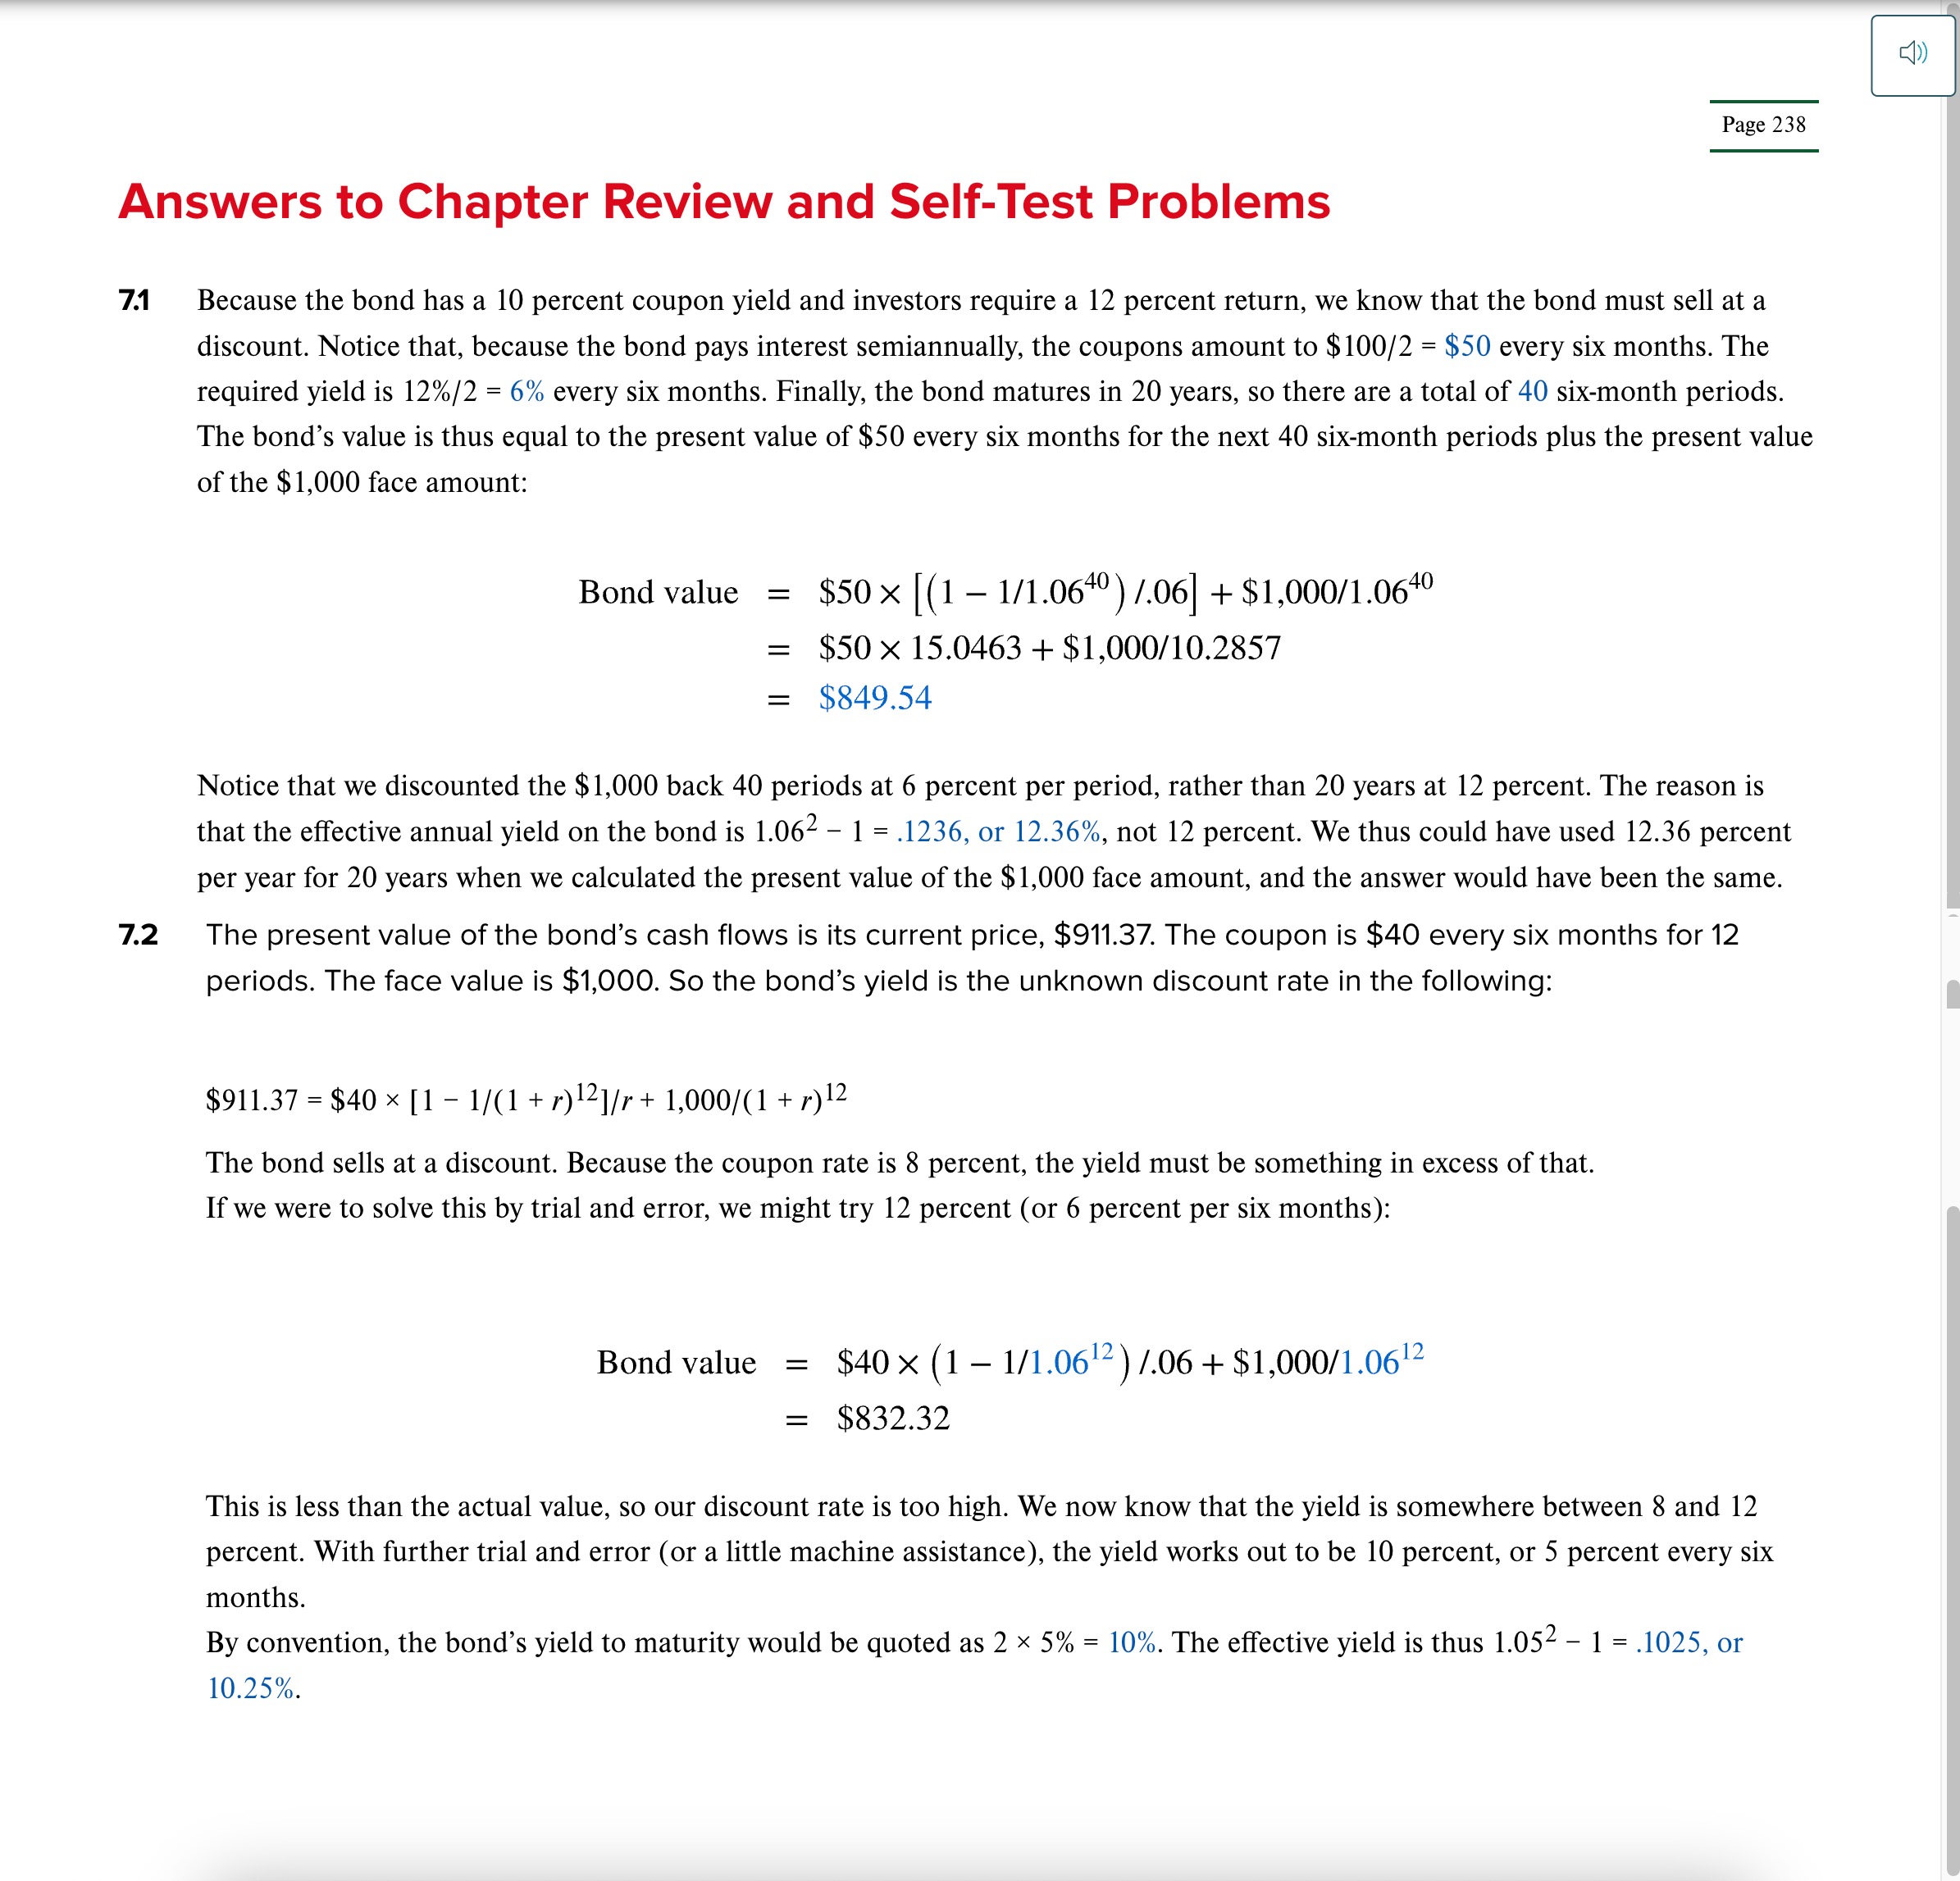 Page 238
Answers to Chapter Review and Self-Test Problems
7.1 Because the bond has a 10 percent coupon yield and investors require a 12 percent return, we know that the bond must sell at a
discount. Notice that, because the bond pays interest semiannually, the coupons amount to $100/2 = $50 every six months. The
required yield is 12%/2 = 6% every six months. Finally, the bond matures in 20 years, so there are a total of 40 six-month periods.
The bond’s value is thus equal to the present value of $50 every six months for the next 40 six-month periods plus the present value
of the $1,000 face amount:
Bond value = $50 × [(1 − 1/1.06⁴⁰) /.06] + $1,000/1.06⁴⁰
= $50 × 15.0463 + $1,000/10.2857
= $849.54
Notice that we discounted the $1,000 back 40 periods at 6 percent per period, rather than 20 years at 12 percent. The reason is
that the effective annual yield on the bond is 1.06² − 1 = .1236, or 12.36%, not 12 percent. We thus could have used 12.36 percent
per year for 20 years when we calculated the present value of the $1,000 face amount, and the answer would have been the same.
7.2 The present value of the bond’s cash flows is its current price, $911.37. The coupon is $40 every six months for 12
periods. The face value is $1,000. So the bond’s yield is the unknown discount rate in the following:
$911.37 = $40 × [1 − 1/(1 + r)¹²]/r + 1,000/(1 + r)¹²
The bond sells at a discount. Because the coupon rate is 8 percent, the yield must be something in excess of that.
If we were to solve this by trial and error, we might try 12 percent (or 6 percent per six months):
Bond value = $40 × (1 − 1/1.06¹²) /.06 + $1,000/1.06¹²
= $832.32
This is less than the actual value, so our discount rate is too high. We now know that the yield is somewhere between 8 and 12
percent. With further trial and error (or a little machine assistance), the yield works out to be 10 percent, or 5 percent every six
months.
By convention, the bond’s yield to maturity would be quoted as 2 × 5% = 10%. The effective yield is thus 1.05² − 1 = .1025, or
10.25%.